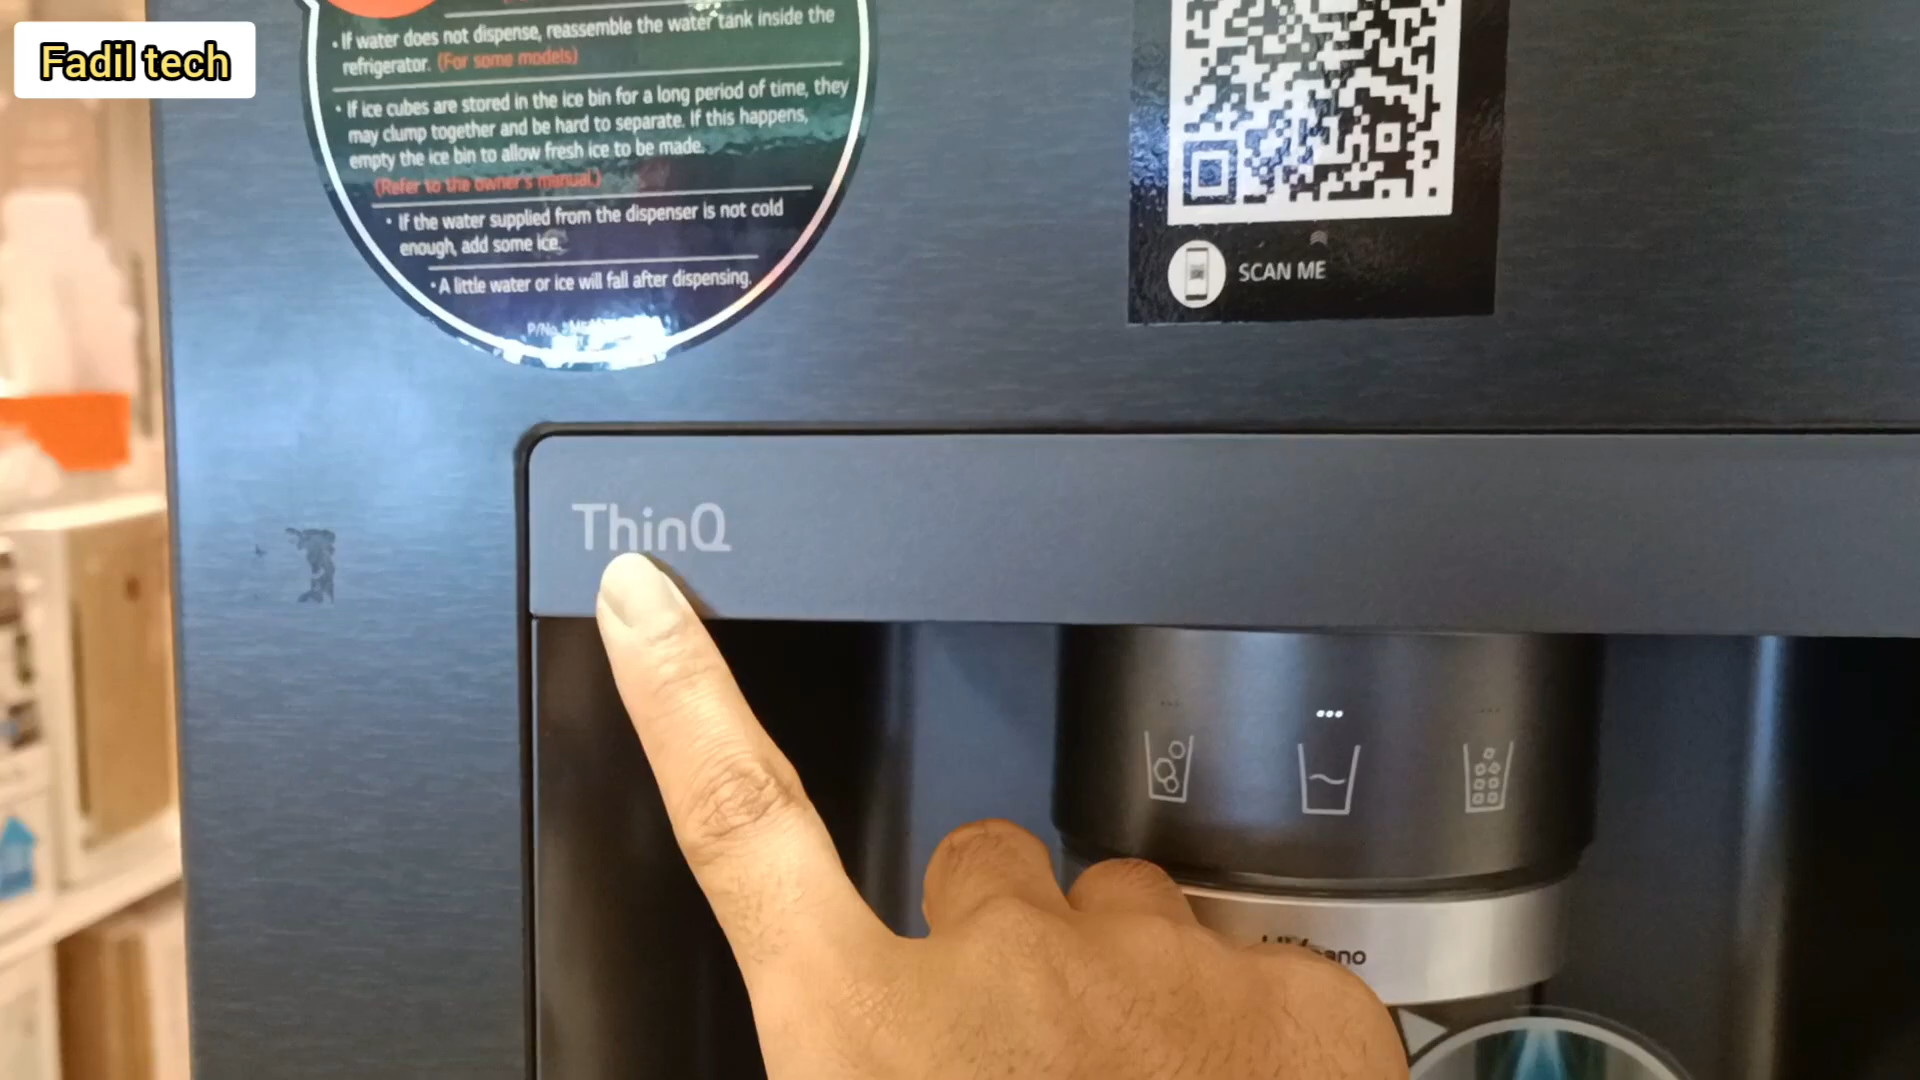 Fadil tech
• If water does not dispense, reassemble the water tank inside the
refrigerator. (For some models)
• If ice cubes are stored in the ice bin for a long period of time, they
may clump together and be hard to separate. If this happens,
empty the ice bin to allow fresh ice to be made.
(Refer to the owner's manual.)
• If the water supplied from the dispenser is not cold
enough, add some ice.
• A little water or ice will fall after dispensing.
P/No.
SCAN ME
ThinQ